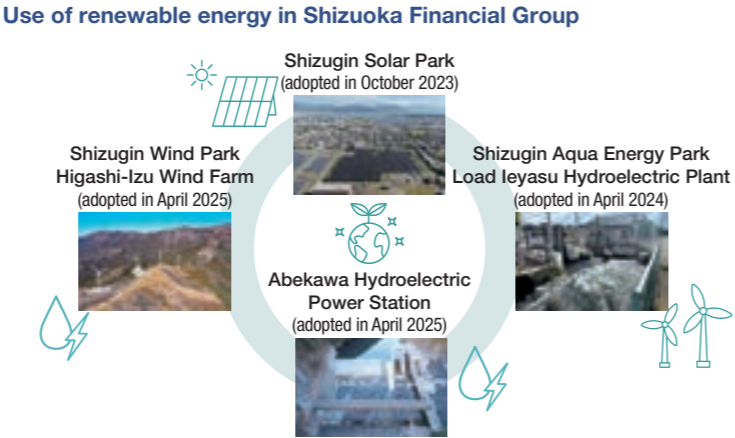 Use of renewable energy in Shizuoka Financial Group
Shizugin Solar Park
(adopted in October 2023)
Shizugin Wind Park
Higashi-Izu Wind Farm
(adopted in April 2025)
Shizugin Aqua Energy Park
Load Ieyasu Hydroelectric Plant
(adopted in April 2024)
Abekawa Hydroelectric
Power Station
(adopted in April 2025)